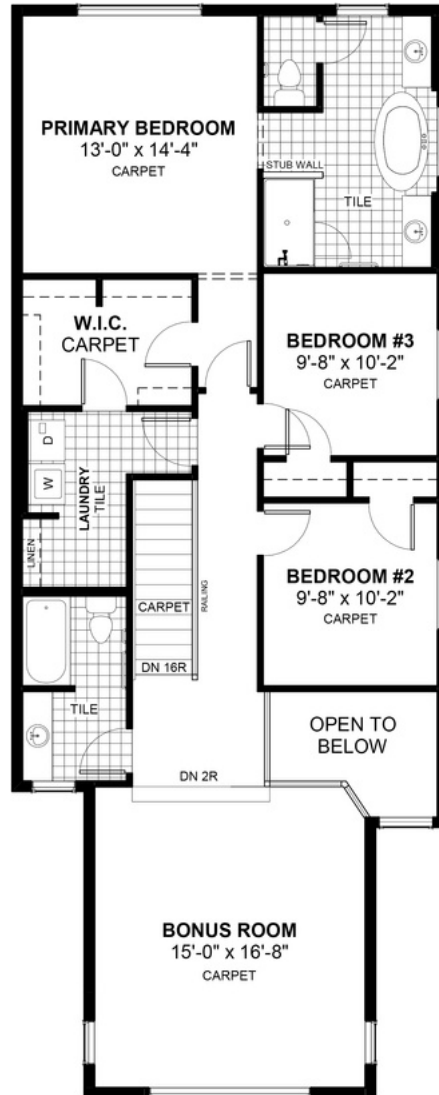 PRIMARY BEDROOM
13'-0" x 14'-4"
CARPET
STUB WALL
TILE
W.I.C.
CARPET
BEDROOM #3
9'-8" x 10'-2"
CARPET
D
W
LAUNDRY
TILE
LINEN
CARPET
RAILING
DN 16R
BEDROOM #2
9'-8" x 10'-2"
CARPET
TILE
OPEN TO
BELOW
DN 2R
BONUS ROOM
15'-0" x 16'-8"
CARPET